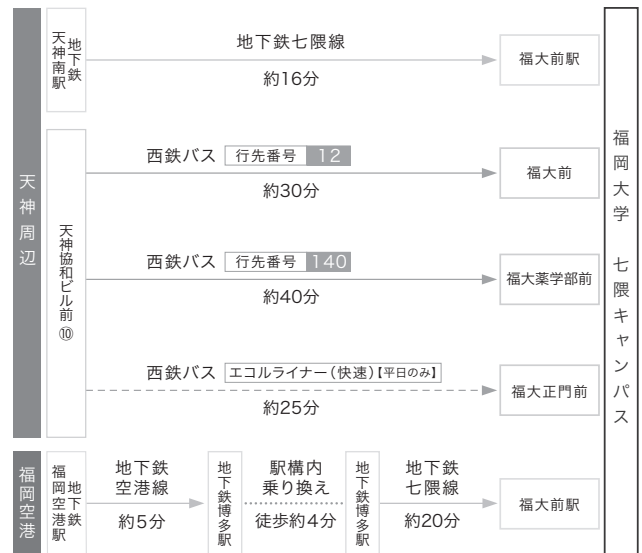 天神周辺
地下鉄
天神南駅
地下鉄七隈線
約16分
福大前駅
天神協和ビル前 ⑩
西鉄バス 行先番号 12
約30分
福大前
西鉄バス 行先番号 140
約40分
福大薬学部前
西鉄バス エコルライナー(快速)【平日のみ】
約25分
福大正門前
福岡空港
地下鉄
福岡空港駅
地下鉄
空港線
約5分
地下鉄博多駅
駅構内
乗り換え
徒歩約4分
地下鉄博多駅
地下鉄
七隈線
約20分
福大前駅
福岡大学 七隈キャンパス